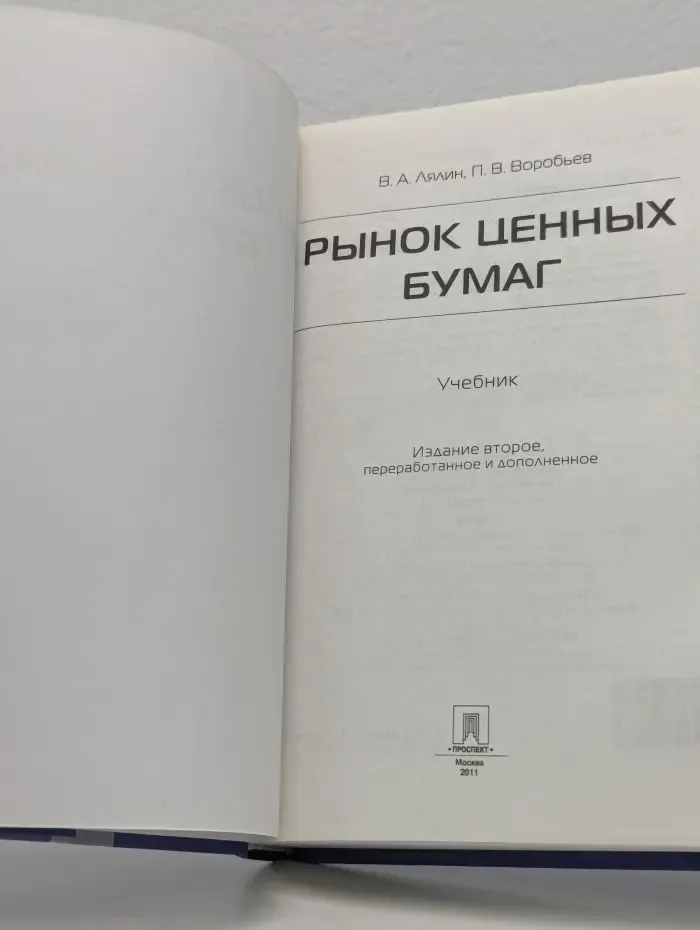 В. А. Лялин, П. В. Воробьев
РЫНОК ЦЕННЫХ
БУМАГ
Учебник
Издание второе,
переработанное и дополненное
• ПРОСПЕКТ •
Москва
2011